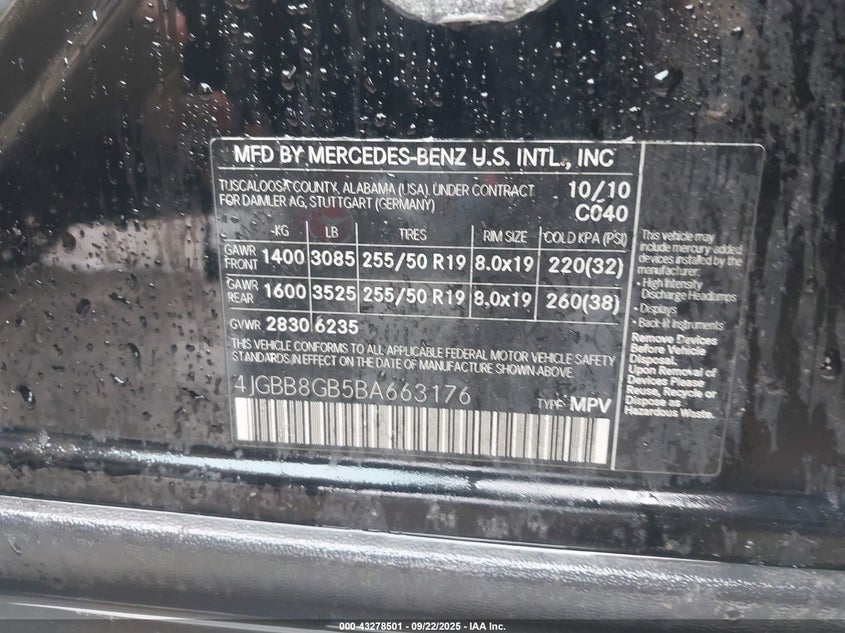 MFD BY MERCEDES-BENZ U.S. INTL., INC
TUSCALOOSA COUNTY, ALABAMA (USA), UNDER CONTRACT
FOR DAIMLER AG, STUTTGART (GERMANY)
10/10
C040
KG LB TIRES RIM SIZE COLD KPA (PSI)
GAWR FRONT 1400 3085 255/50 R19 8.0x19 220(32)
GAWR REAR 1600 3525 255/50 R19 8.0x19 260(38)
GVWR 2830 6235
THIS VEHICLE CONFORMS TO ALL APPLICABLE FEDERAL MOTOR VEHICLE SAFETY
STANDARDS IN EFFECT ON THE DATE OF MANUFACTURE SHOWN ABOVE.
4JGBB8GB5BA663176
TYPE: MPV
This vehicle may
include mercury-added
devices installed by the
manufacturer:
• High Intensity
Discharge Headlamps
• Displays
• Back-lit Instruments
Remove Devices
Before Vehicle
Disposal.
Upon Removal of
Devices Please
Reuse, Recycle or
Dispose as
Hazardous Waste.
000-43278501 - 09/22/2025 - IAA Inc.